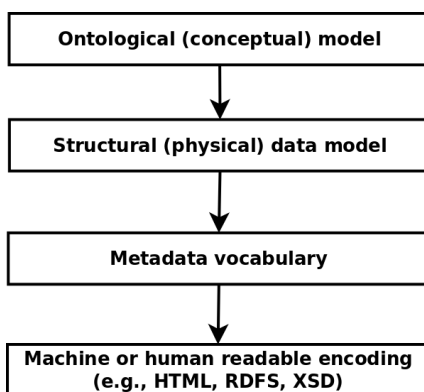 Ontological (conceptual) model
Structural (physical) data model
Metadata vocabulary
Machine or human readable encoding
(e.g., HTML, RDFS, XSD)